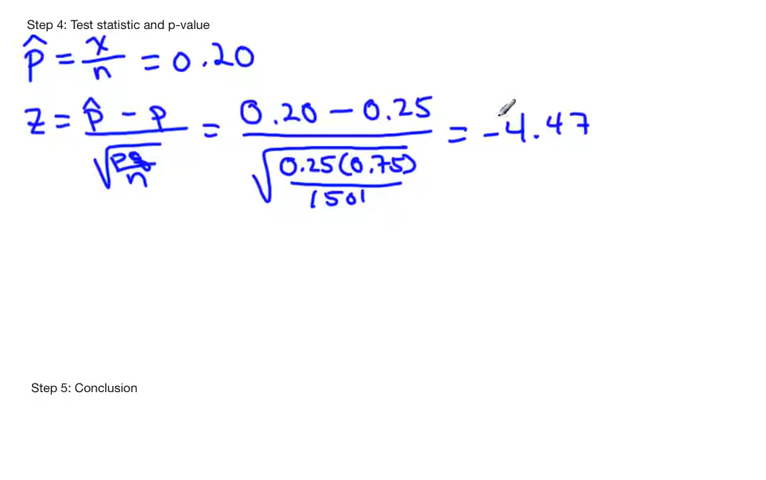 Step 4: Test statistic and p-value
p̂ = x/n = 0.20
z = (p̂ - p)/√(pq/n) = (0.20 - 0.25)/√(0.25(0.75)/1501) = -4.47
Step 5: Conclusion